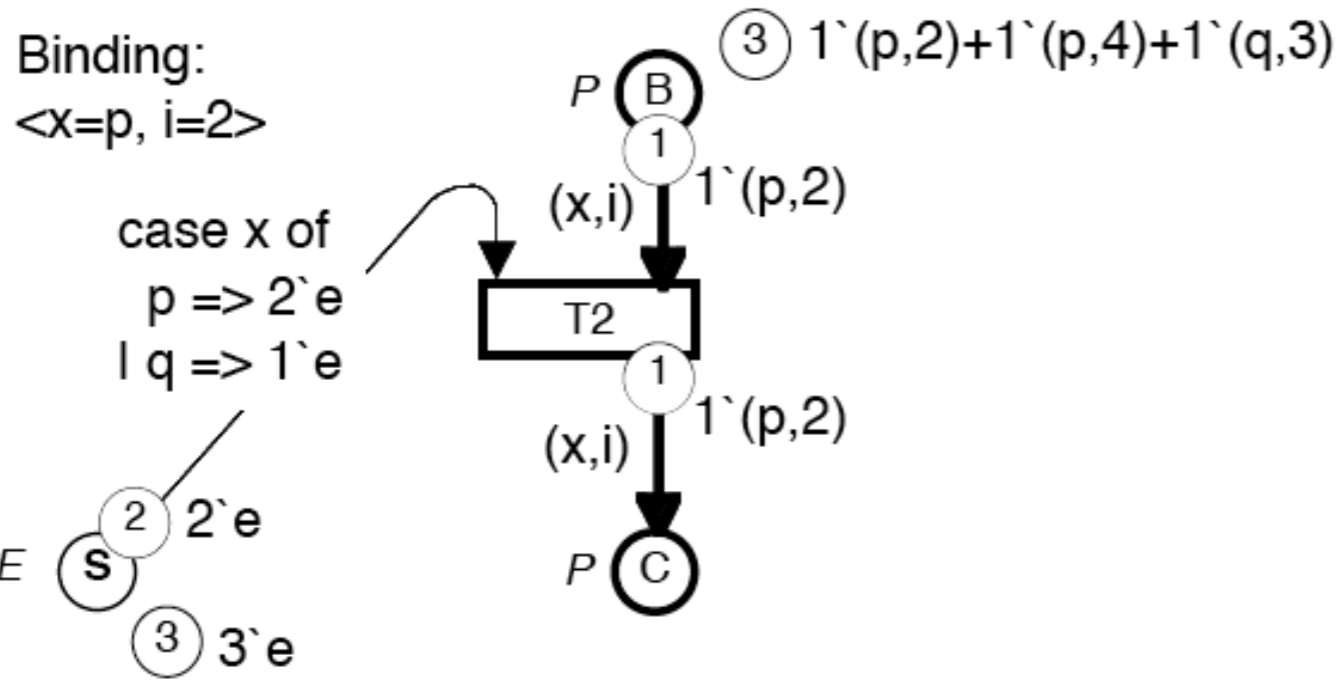 Binding:
<x=p, i=2>
3 1`(p,2)+1`(p,4)+1`(q,3)
P B
1
(x,i) 1`(p,2)
case x of
p => 2`e
| q => 1`e
T2
1
(x,i) 1`(p,2)
2 2`e
E S
P C
3 3`e